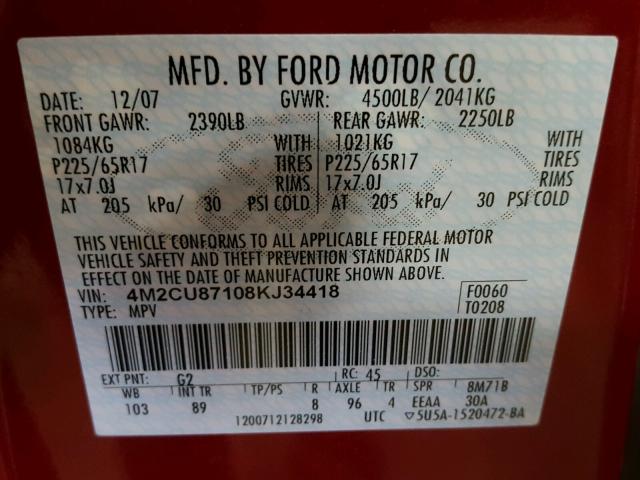 MFD. BY FORD MOTOR CO.
DATE: 12/07 GVWR: 4500LB/ 2041KG
FRONT GAWR: 2390LB REAR GAWR: 2250LB
1084KG WITH 1021KG WITH
P225/65R17 TIRES P225/65R17 TIRES
17x7.0J RIMS 17x7.0J RIMS
AT 205 kPa/ 30 PSI COLD AT 205 kPa/ 30 PSI COLD
THIS VEHICLE CONFORMS TO ALL APPLICABLE FEDERAL MOTOR
VEHICLE SAFETY AND THEFT PREVENTION STANDARDS IN
EFFECT ON THE DATE OF MANUFACTURE SHOWN ABOVE.
VIN: 4M2CU87108KJ34418 F0060
TYPE: MPV T0208
EXT PNT: G2 RC: 45 DSO:
WB INT TR TP/PS R AXLE TR SPR 8M71B
103 89 8 96 4 EEAA 30A
1200712128298 UTC ▽5U5A-1520472-BA